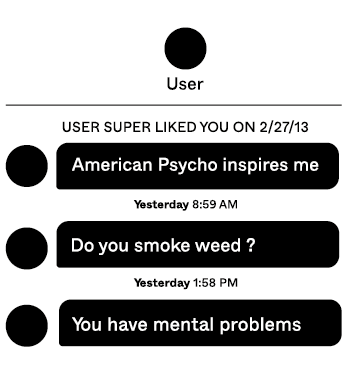 User
USER SUPER LIKED YOU ON 2/27/13
American Psycho inspires me
Yesterday 8:59 AM
Do you smoke weed ?
Yesterday 1:58 PM
You have mental problems